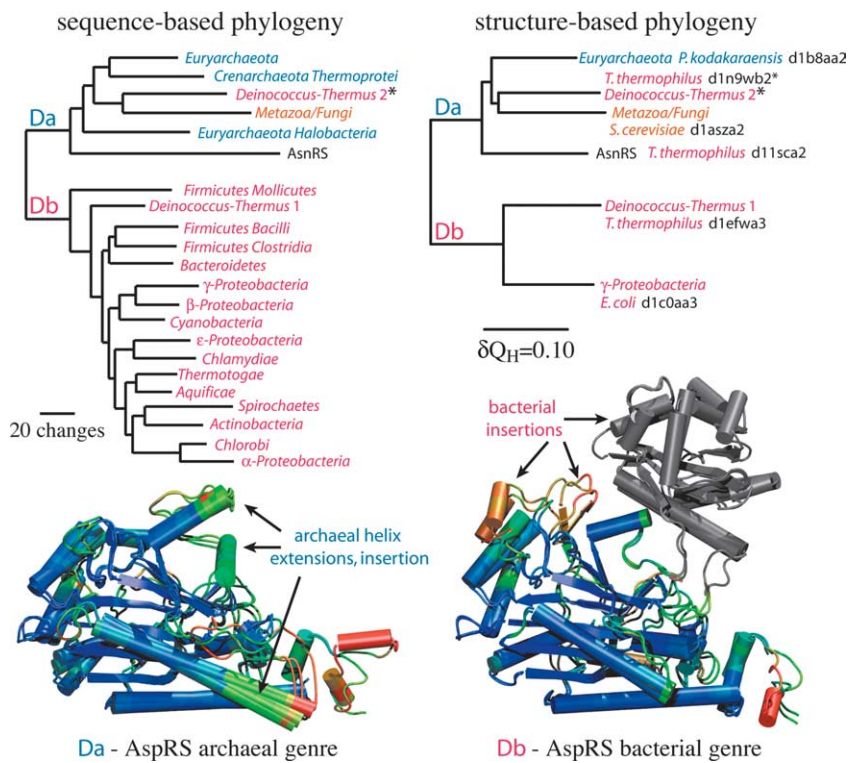 sequence-based phylogeny
Euryarchaeota
Crenarchaeota Thermoprotei
Deinococcus-Thermus 2*
Da
Metazoa/Fungi
Euryarchaeota Halobacteria
AsnRS
Db
Firmicutes Mollicutes
Deinococcus-Thermus 1
Firmicutes Bacilli
Firmicutes Clostridia
Bacteroidetes
γ-Proteobacteria
β-Proteobacteria
Cyanobacteria
ε-Proteobacteria
Chlamydiae
Thermotogae
Aquificae
Spirochaetes
Actinobacteria
Chlorobi
α-Proteobacteria
20 changes
structure-based phylogeny
Euryarchaeota P. kodakaraensis d1b8aa2
T. thermophilus d1n9wb2*
Deinococcus-Thermus 2*
Da
Metazoa/Fungi
S. cerevisiae d1asza2
AsnRS T. thermophilus d11sca2
Db
Deinococcus-Thermus 1
T. thermophilus d1efwa3
γ-Proteobacteria
E. coli d1c0aa3
δQH=0.10
archaeal helix
extensions, insertion
Da - AspRS archaeal genre
bacterial
insertions
Db - AspRS bacterial genre